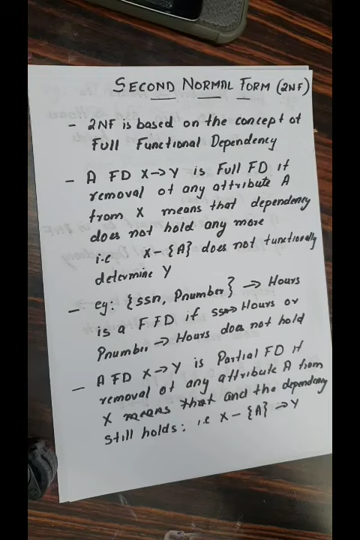 SECOND NORMAL FORM (2NF)
- 2NF is based on the concept of
Full Functional Dependency
- A FD X→Y is Full FD if
removal of any attribute A
from X means that dependency
does not hold any more
i.e X-{A} does not functionally
determine Y
- eg: {ssn, Pnumber} → Hours
is a FFD if ssn→Hours or
Pnumber → Hours does not hold
- A FD X→Y is Partial FD if
removal of any attribute A from
X means that and the dependency
still holds: i.e X-{A} →Y